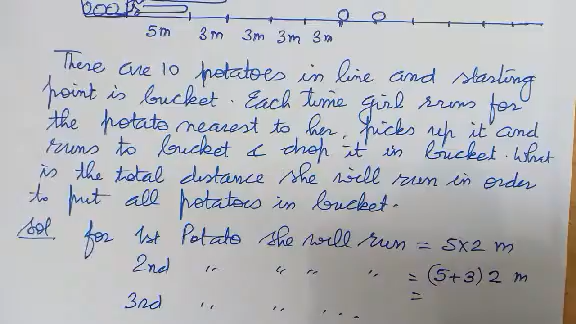 5m 3m 3m 3m 3m
There are 10 potatoes in line and starting
point is bucket. Each time girl runs for
the potato nearest to her, picks up it and
runs to bucket & drop it in bucket. What
is the total distance she will run in order
to put all potatoes in bucket.
Sol for 1st Potato she will run = 5x2 m
2nd " " " " = (5+3) 2 m
=
3rd " " ...